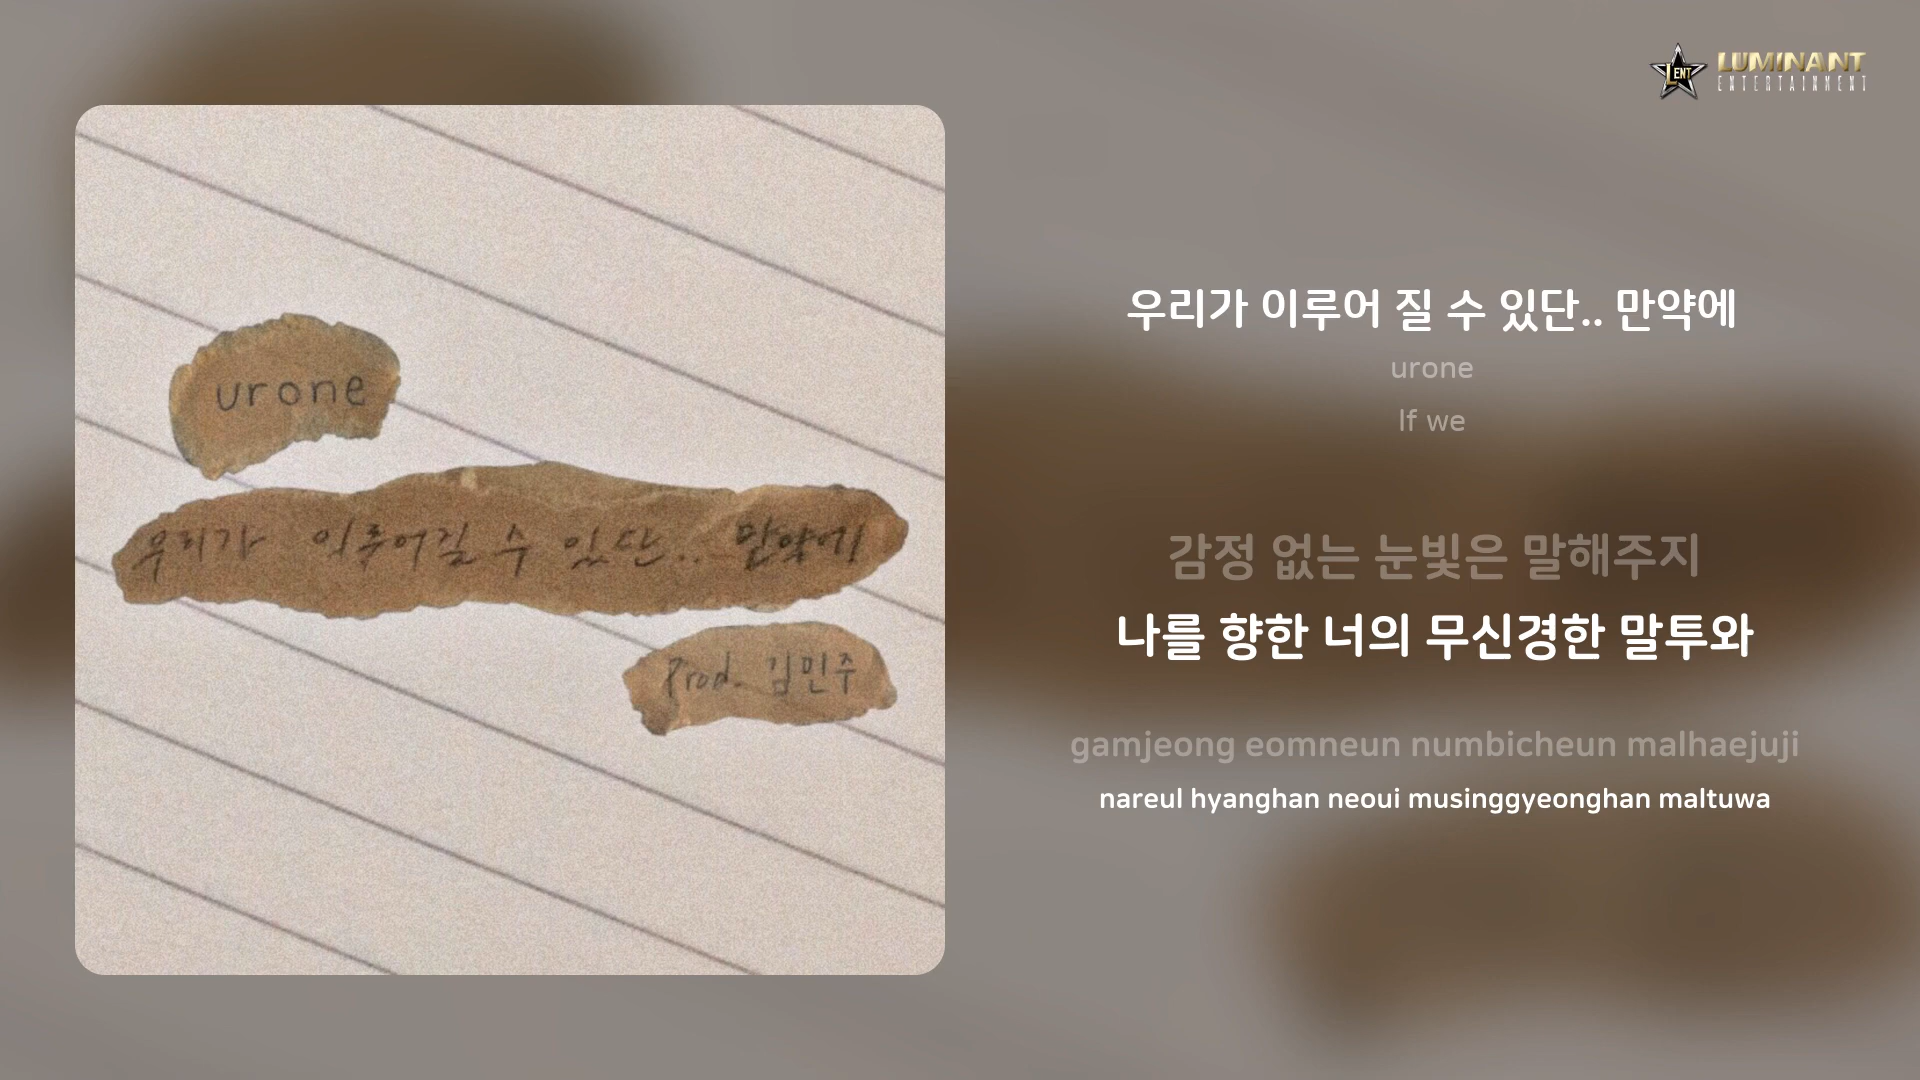 LENT
LUMINANT
ENTERTAINMENT
urone
우리가 이루어질 수 있단.. 만약에
Prod. 김민주
우리가 이루어 질 수 있단.. 만약에
urone
If we
감정 없는 눈빛은 말해주지
나를 향한 너의 무신경한 말투와
gamjeong eomneun numbicheun malhaejuji
nareul hyanghan neoui musinggyeonghan maltuwa